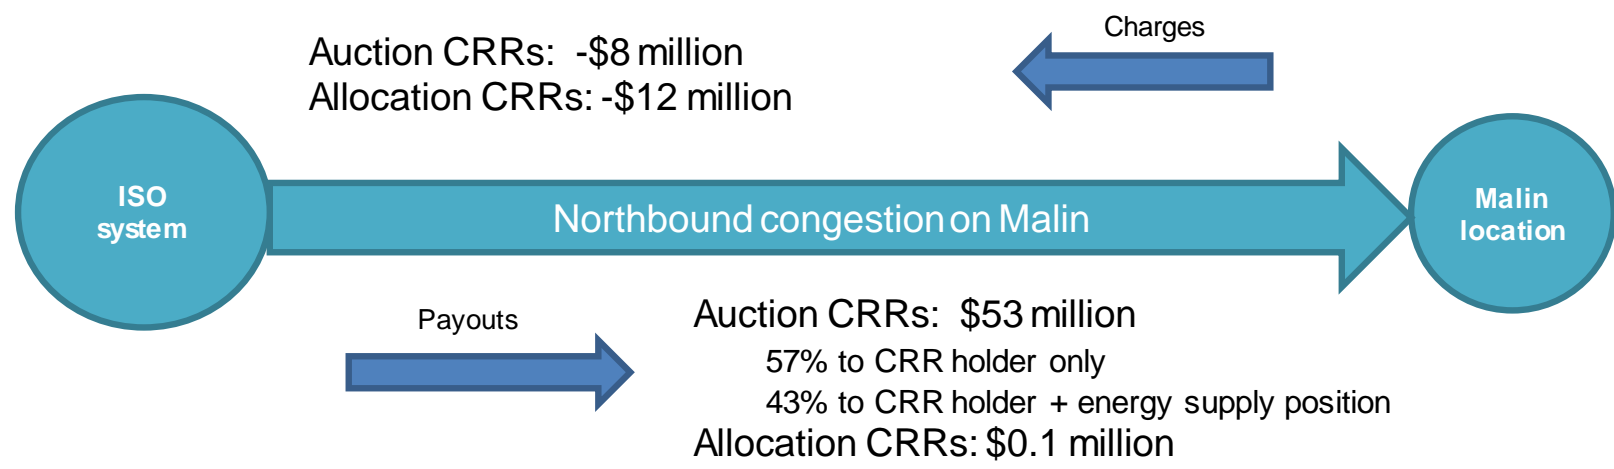 Charges
Auction CRRs: -$8 million
Allocation CRRs: -$12 million
ISO
system
Northbound congestion on Malin
Malin
location
Payouts
Auction CRRs: $53 million
57% to CRR holder only
43% to CRR holder + energy supply position
Allocation CRRs: $0.1 million